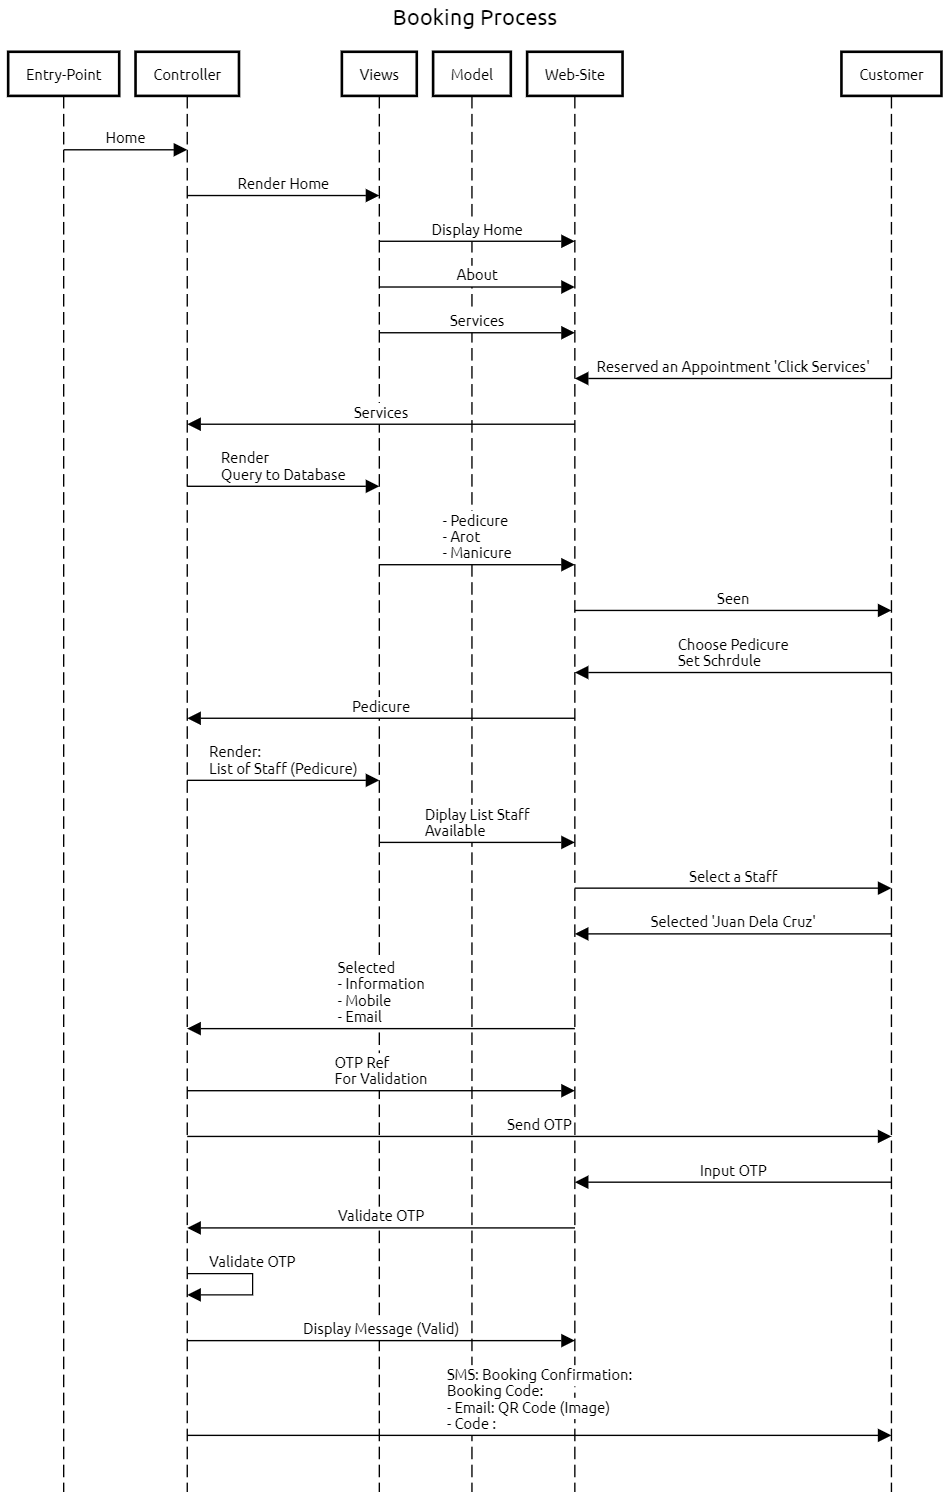 Booking Process
Entry-Point
Controller
Views
Model
Web-Site
Customer
Home
Render Home
Display Home
About
Services
Reserved an Appointment 'Click Services'
Services
Render
Query to Database
- Pedicure
- Arot
- Manicure
Seen
Choose Pedicure
Set Schrdule
Pedicure
Render:
List of Staff (Pedicure)
Diplay List Staff
Available
Select a Staff
Selected 'Juan Dela Cruz'
Selected
- Information
- Mobile
- Email
OTP Ref
For Validation
Send OTP
Input OTP
Validate OTP
Validate OTP
Display Message (Valid)
SMS: Booking Confirmation:
Booking Code:
- Email: QR Code (Image)
- Code :